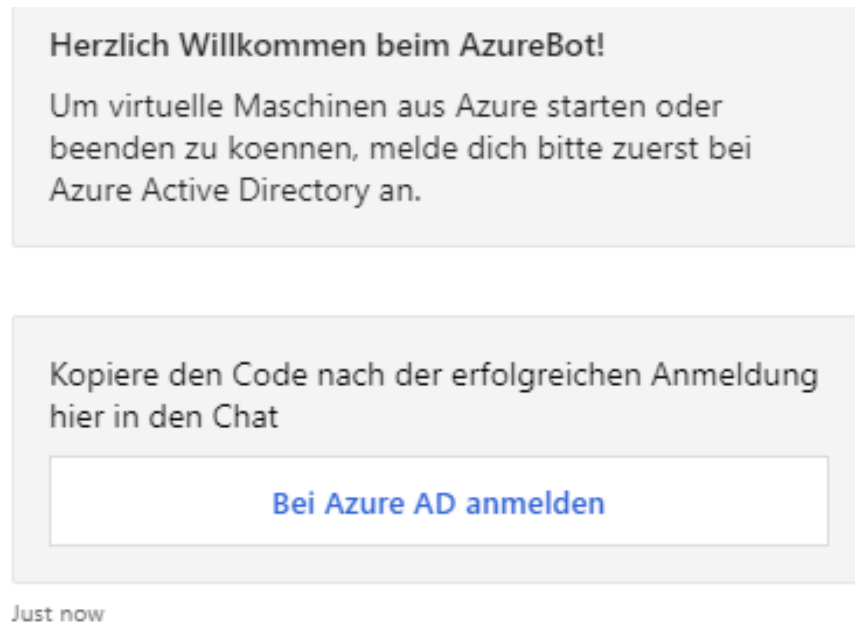 Herzlich Willkommen beim AzureBot!
Um virtuelle Maschinen aus Azure starten oder
beenden zu koennen, melde dich bitte zuerst bei
Azure Active Directory an.
Kopiere den Code nach der erfolgreichen Anmeldung
hier in den Chat
Bei Azure AD anmelden
Just now